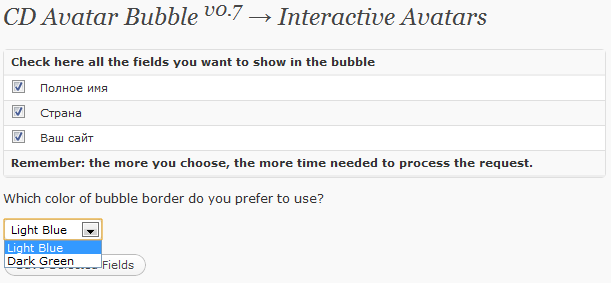 CD Avatar Bubble v0.7 → Interactive Avatars
Check here all the fields you want to show in the bubble
Полное имя
Страна
Ваш сайт
Remember: the more you choose, the more time needed to process the request.
Which color of bubble border do you prefer to use?
Light Blue
Light Blue
Dark Green
Fields